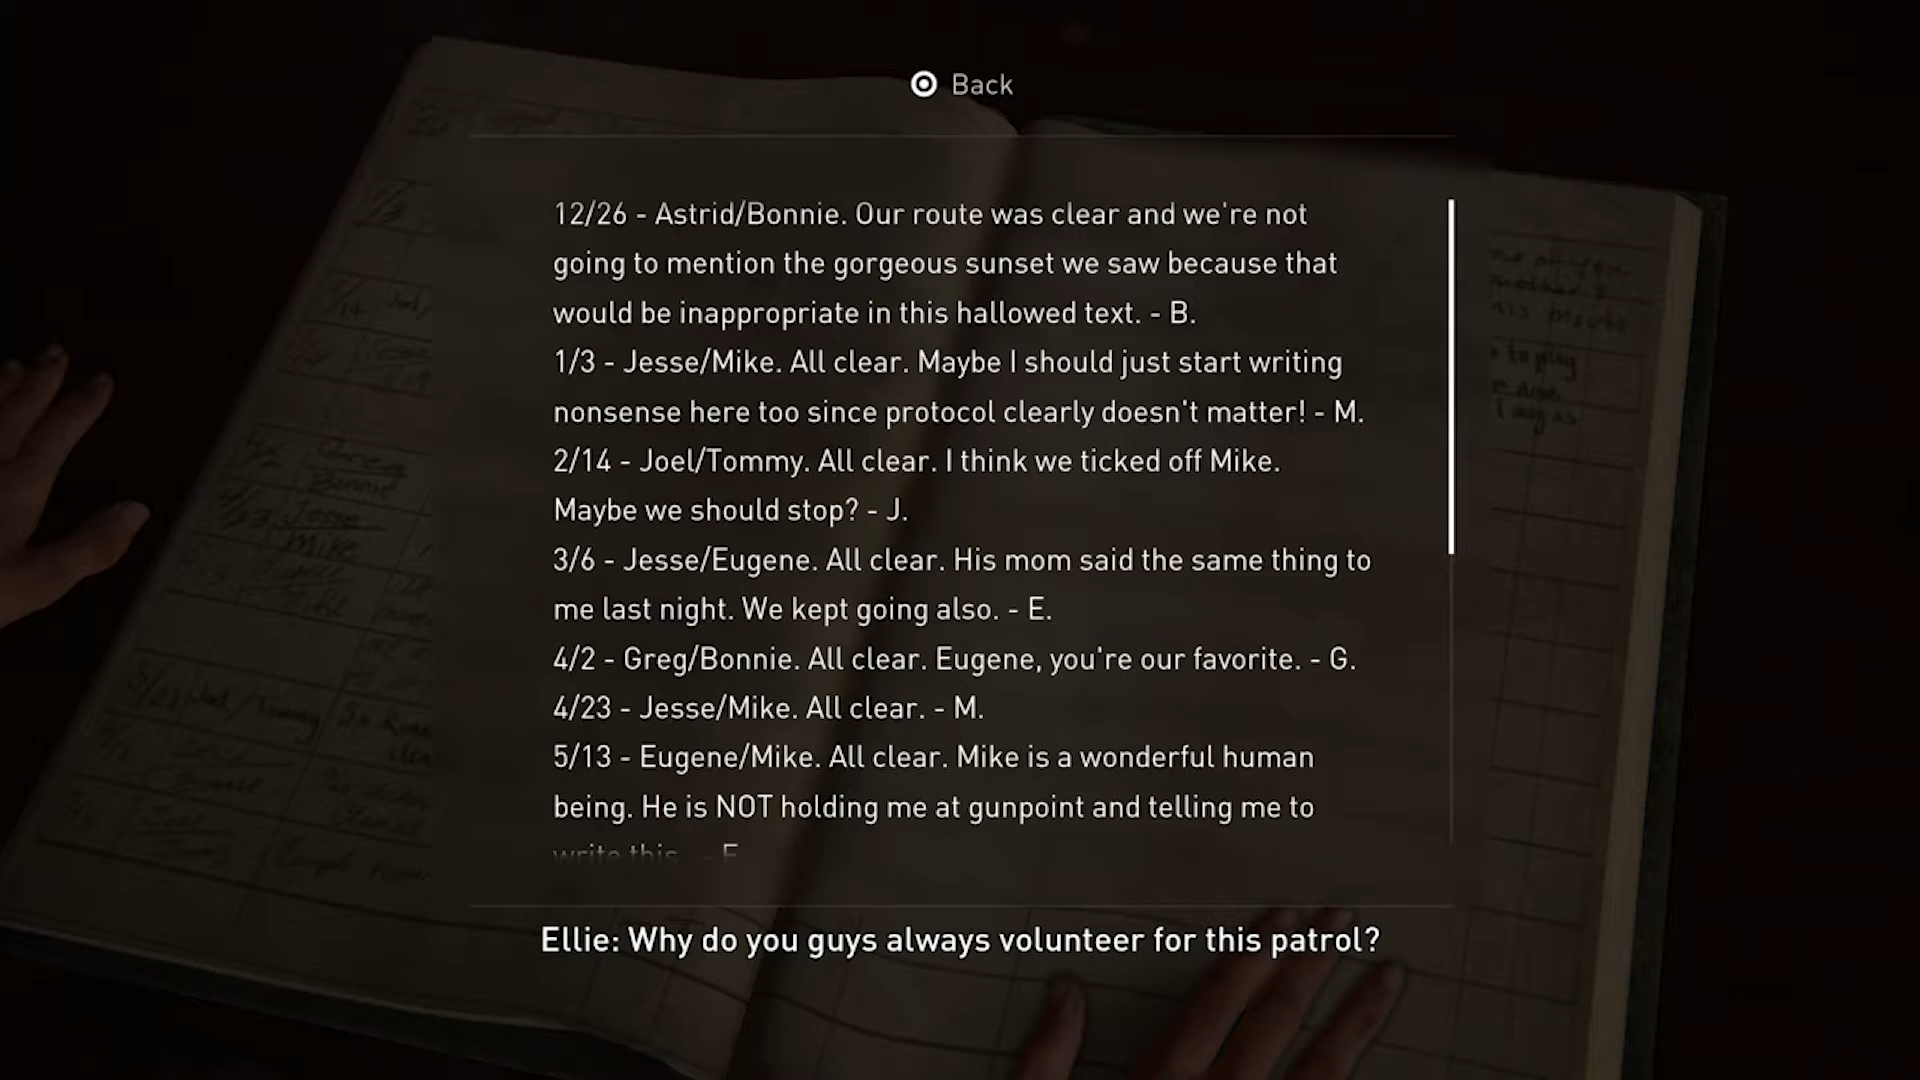 Back
12/26 - Astrid/Bonnie. Our route was clear and we're not
going to mention the gorgeous sunset we saw because that
would be inappropriate in this hallowed text. - B.
1/3 - Jesse/Mike. All clear. Maybe I should just start writing
nonsense here too since protocol clearly doesn't matter! - M.
2/14 - Joel/Tommy. All clear. I think we ticked off Mike.
Maybe we should stop? - J.
3/6 - Jesse/Eugene. All clear. His mom said the same thing to
me last night. We kept going also. - E.
4/2 - Greg/Bonnie. All clear. Eugene, you're our favorite. - G.
4/23 - Jesse/Mike. All clear. - M.
5/13 - Eugene/Mike. All clear. Mike is a wonderful human
being. He is NOT holding me at gunpoint and telling me to
write this. - E
Ellie: Why do you guys always volunteer for this patrol?